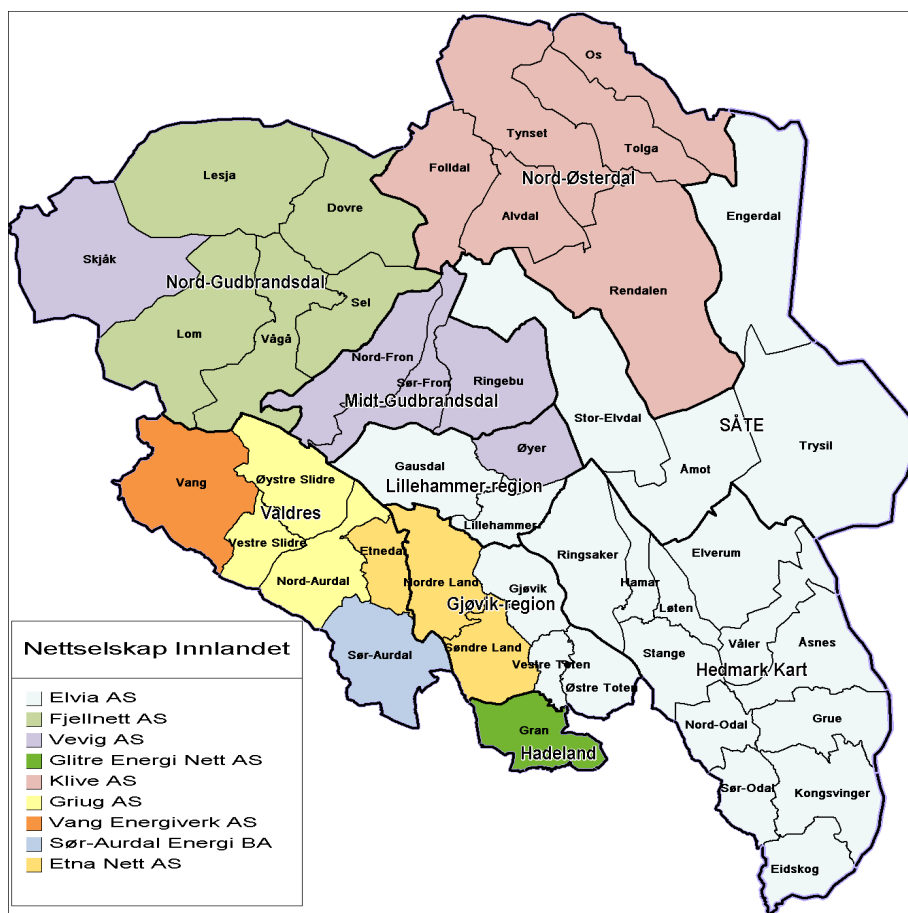 Os
Tynset
Tolga
Folldal
Nord-Østerdal
Lesja
Dovre
Alvdal
Engerdal
Skjåk
Nord-Gudbrandsdal
Sel
Rendalen
Lom
Vågå
Nord-Fron
Sør-Fron
Ringebu
Midt-Gudbrandsdal
Stor-Elvdal
SÅTE
Trysil
Øyer
Gausdal
Åmot
Lillehammer-region
Vang
Øystre Slidre
Valdres
Lillehammer
Vestre Slidre
Etnedal
Ringsaker
Elverum
Nord-Aurdal
Nordre Land
Gjøvik
Hamar
Gjøvik-region
Løten
Søndre Land
Stange
Våler
Åsnes
Sør-Aurdal
Vestre Toten
Hedmark Kart
Østre Toten
Nord-Odal
Grue
Gran
Hadeland
Sør-Odal
Kongsvinger
Eidskog
Nettselskap Innlandet
Elvia AS
Fjellnett AS
Vevig AS
Glitre Energi Nett AS
Klive AS
Griug AS
Vang Energiverk AS
Sør-Aurdal Energi BA
Etna Nett AS